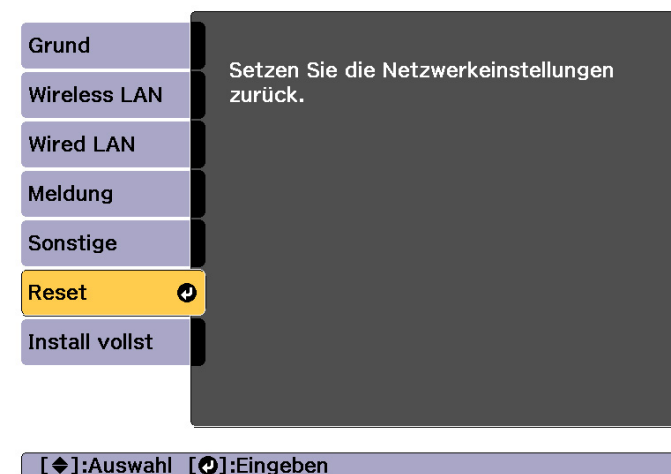 Grund
Wireless LAN
Wired LAN
Meldung
Sonstige
Reset
Install vollst
Setzen Sie die Netzwerkeinstellungen
zurück.
[◆]:Auswahl [⏎]:Eingeben